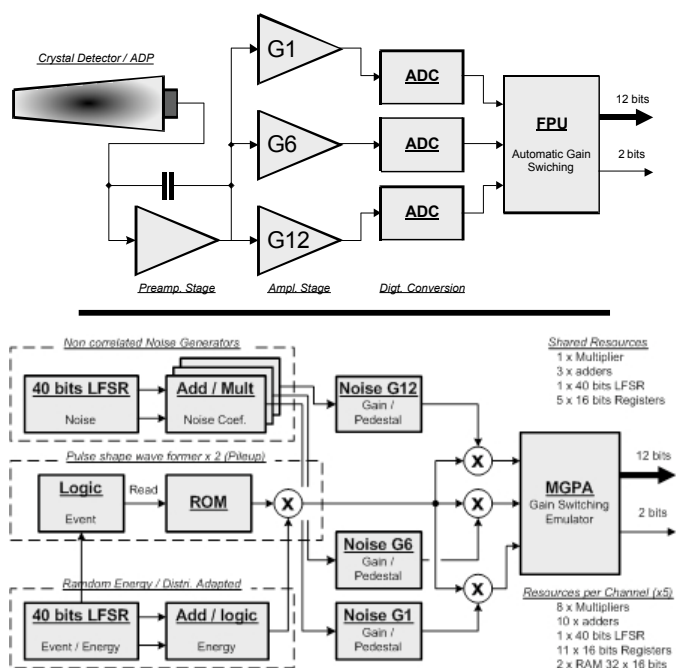 Crystal Detector / ADP
G1
ADC
G6
ADC
FPU
Automatic Gain
Swiching
12 bits
2 bits
G12
ADC
Preamp. Stage
Ampl. Stage
Digt. Conversion
Non correlated Noise Generators
40 bits LFSR
Noise
Add / Mult
Noise Coef.
Noise G12
Gain /
Pedestal
Shared Resources
1 x Multiplier
3 x adders
1 x 40 bits LFSR
5 x 16 bits Registers
Pulse shape wave former x 2 (Pileup)
Logic
Event
Read
ROM
X
X
X
X
MGPA
Gain Switching
Emulator
12 bits
2 bits
Noise G6
Gain /
Pedestal
Random Energy / Distri. Adapted
40 bits LFSR
Event / Energy
Add / logic
Energy
Noise G1
Gain /
Pedestal
Resources per Channel (x5)
8 x Multipliers
10 x adders
1 x 40 bits LFSR
11 x 16 bits Registers
2 x RAM 32 x 16 bits